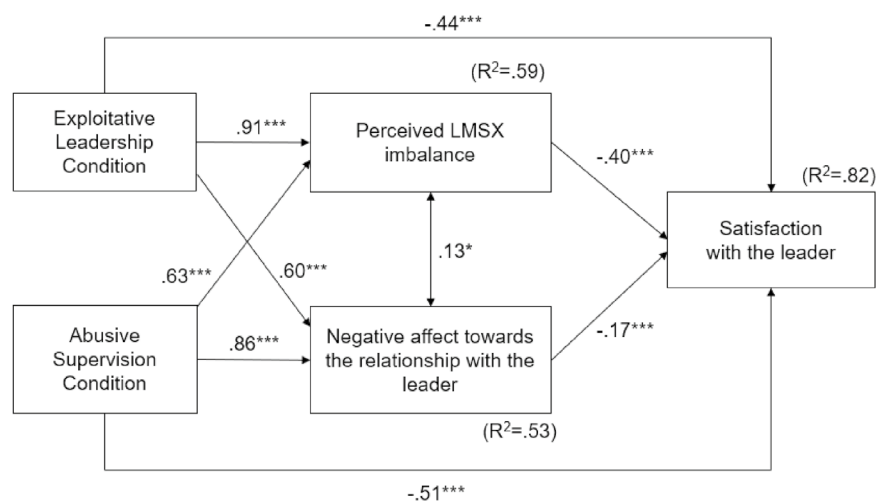 -.44***
(R²=.59)
Exploitative
Leadership
Condition
.91***
Perceived LMSX
imbalance
-.40***
(R²=.82)
Satisfaction
with the leader
.63***
.60***
.13*
Abusive
Supervision
Condition
.86***
Negative affect towards
the relationship with the
leader
-.17***
(R²=.53)
-.51***